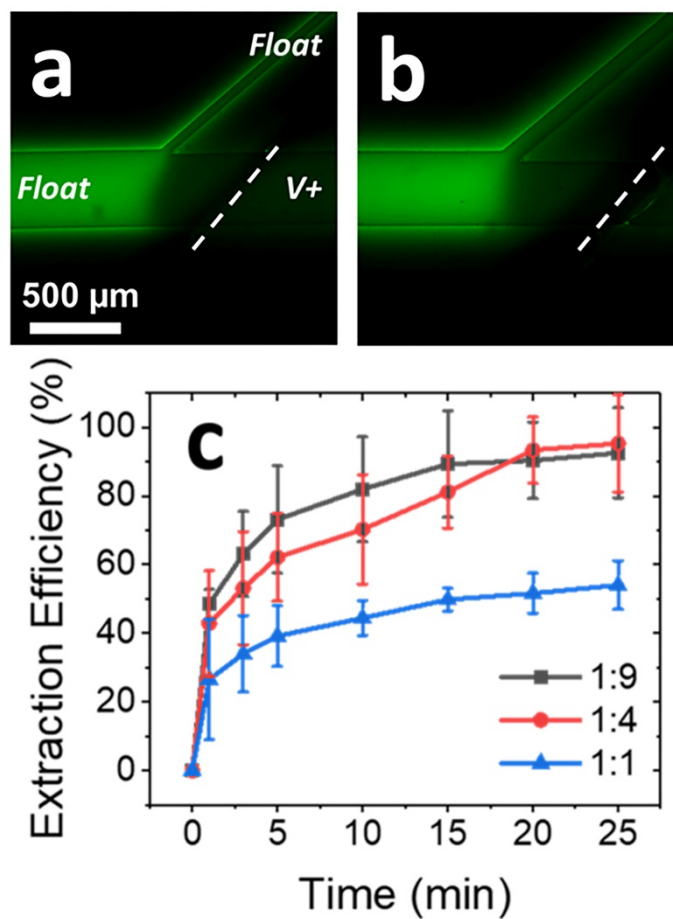 a
Float
Float
V+
500 µm
b
c
Extraction Efficiency (%)
100
80
60
40
20
0
1:9
1:4
1:1
0 5 10 15 20 25
Time (min)